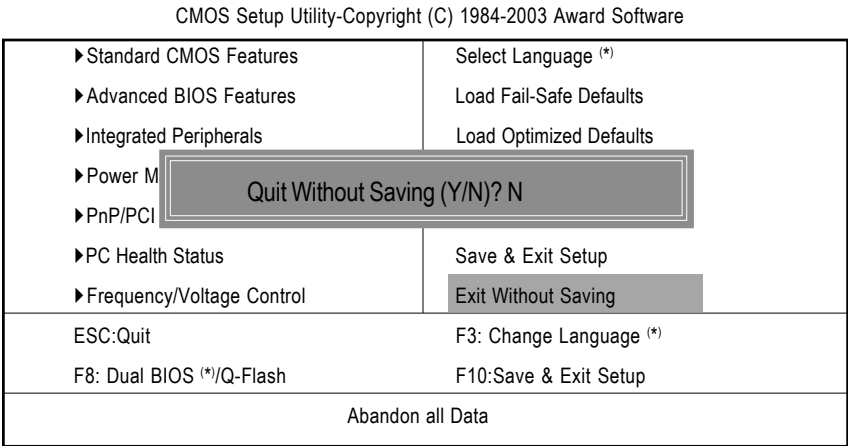 CMOS Setup Utility-Copyright (C) 1984-2003 Award Software
▶Standard CMOS Features Select Language (*)
▶Advanced BIOS Features Load Fail-Safe Defaults
▶Integrated Peripherals Load Optimized Defaults
▶Power M
Quit Without Saving (Y/N)? N
▶PnP/PCI
▶PC Health Status Save & Exit Setup
▶Frequency/Voltage Control Exit Without Saving
ESC:Quit F3: Change Language (*)
F8: Dual BIOS (*)/Q-Flash F10:Save & Exit Setup
Abandon all Data